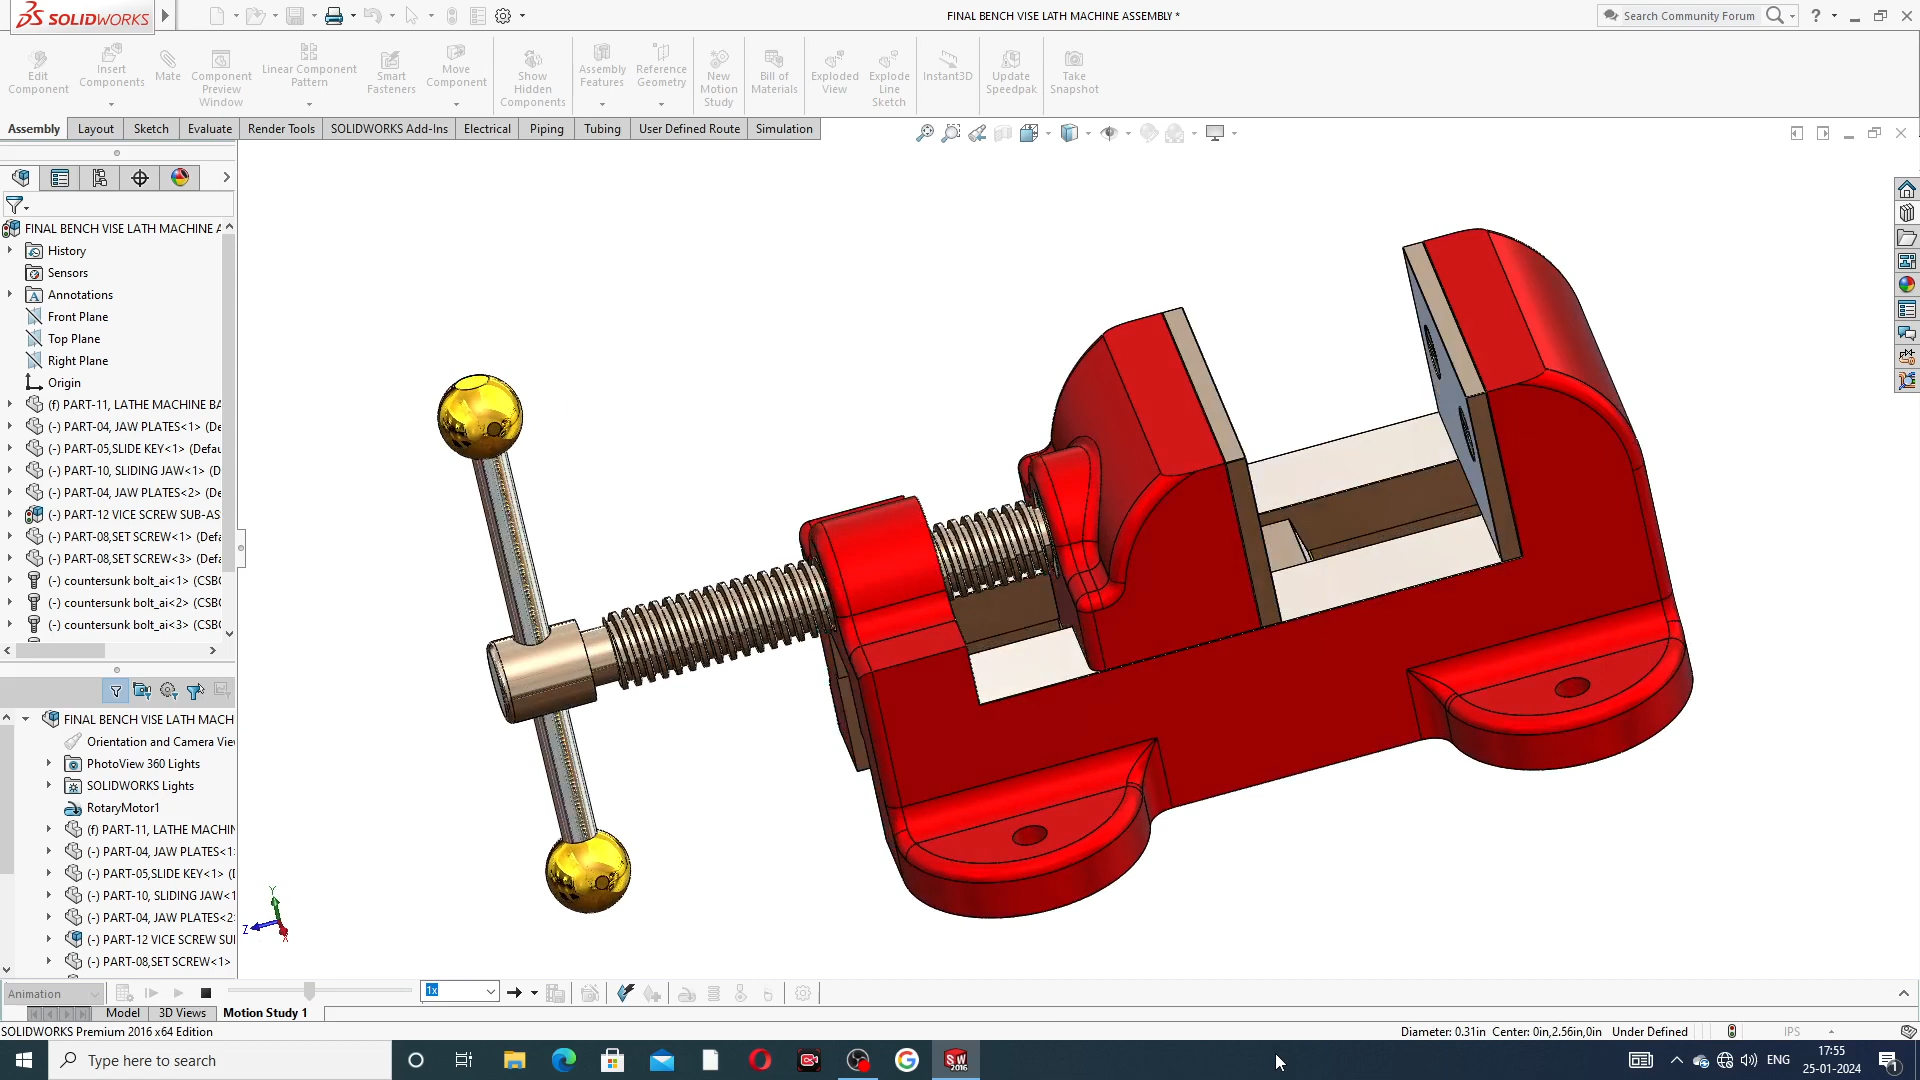 SOLIDWORKS
FINAL BENCH VISE LATH MACHINE ASSEMBLY *
Search Community Forum
?
Edit Component
Insert Components
Mate
Component Preview Window
Linear Component Pattern
Smart Fasteners
Move Component
Show Hidden Components
Assembly Features
Reference Geometry
New Motion Study
Bill of Materials
Exploded View
Explode Line Sketch
Instant3D
Update Speedpak
Take Snapshot
Assembly Layout Sketch Evaluate Render Tools SOLIDWORKS Add-Ins Electrical Piping Tubing User Defined Route Simulation
FINAL BENCH VISE LATH MACHINE A
History
Sensors
Annotations
Front Plane
Top Plane
Right Plane
Origin
(f) PART-11, LATHE MACHINE BA
(-) PART-04, JAW PLATES<1> (De
(-) PART-05,SLIDE KEY<1> (Defau
(-) PART-10, SLIDING JAW<1> (D
(-) PART-04, JAW PLATES<2> (De
(-) PART-12 VICE SCREW SUB-AS
(-) PART-08,SET SCREW<1> (Defa
(-) PART-08,SET SCREW<3> (Defa
(-) countersunk bolt_ai<1> (CSBC
(-) countersunk bolt_ai<2> (CSBC
(-) countersunk bolt_ai<3> (CSBC
FINAL BENCH VISE LATH MACH
Orientation and Camera Vie
PhotoView 360 Lights
SOLIDWORKS Lights
RotaryMotor1
(f) PART-11, LATHE MACHIN
(-) PART-04, JAW PLATES<1
(-) PART-05,SLIDE KEY<1> (I
(-) PART-10, SLIDING JAW<1
(-) PART-04, JAW PLATES<2
(-) PART-12 VICE SCREW SUI
(-) PART-08,SET SCREW<1>
Y
Z
X
Animation
1x
Model 3D Views Motion Study 1
SOLIDWORKS Premium 2016 x64 Edition
Diameter: 0.31in Center: 0in,2.56in,0in Under Defined
IPS
Type here to search
SW
2016
ENG
17:55
25-01-2024
1